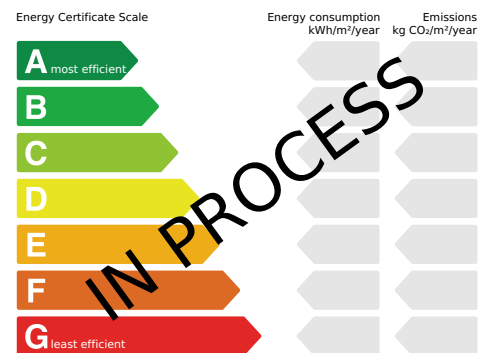 Energy Certificate Scale
Energy consumption
kWh/m²/year
Emissions
kg CO₂/m²/year
A most efficient
B
C
D
E
F
G least efficient
IN PROCESS